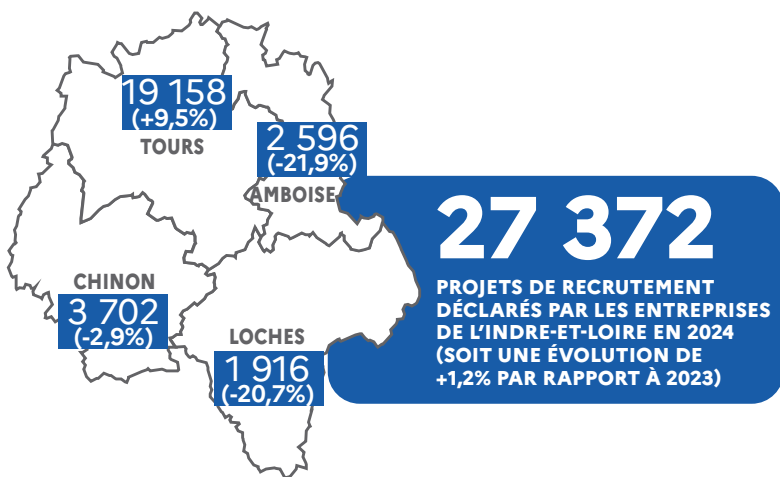 19 158
(+9,5%)
TOURS
2 596
(-21,9%)
AMBOISE
CHINON
3 702
(-2,9%)
LOCHES
1 916
(-20,7%)
27 372
PROJETS DE RECRUTEMENT
DÉCLARÉS PAR LES ENTREPRISES
DE L’INDRE-ET-LOIRE EN 2024
(SOIT UNE ÉVOLUTION DE
+1,2% PAR RAPPORT À 2023)